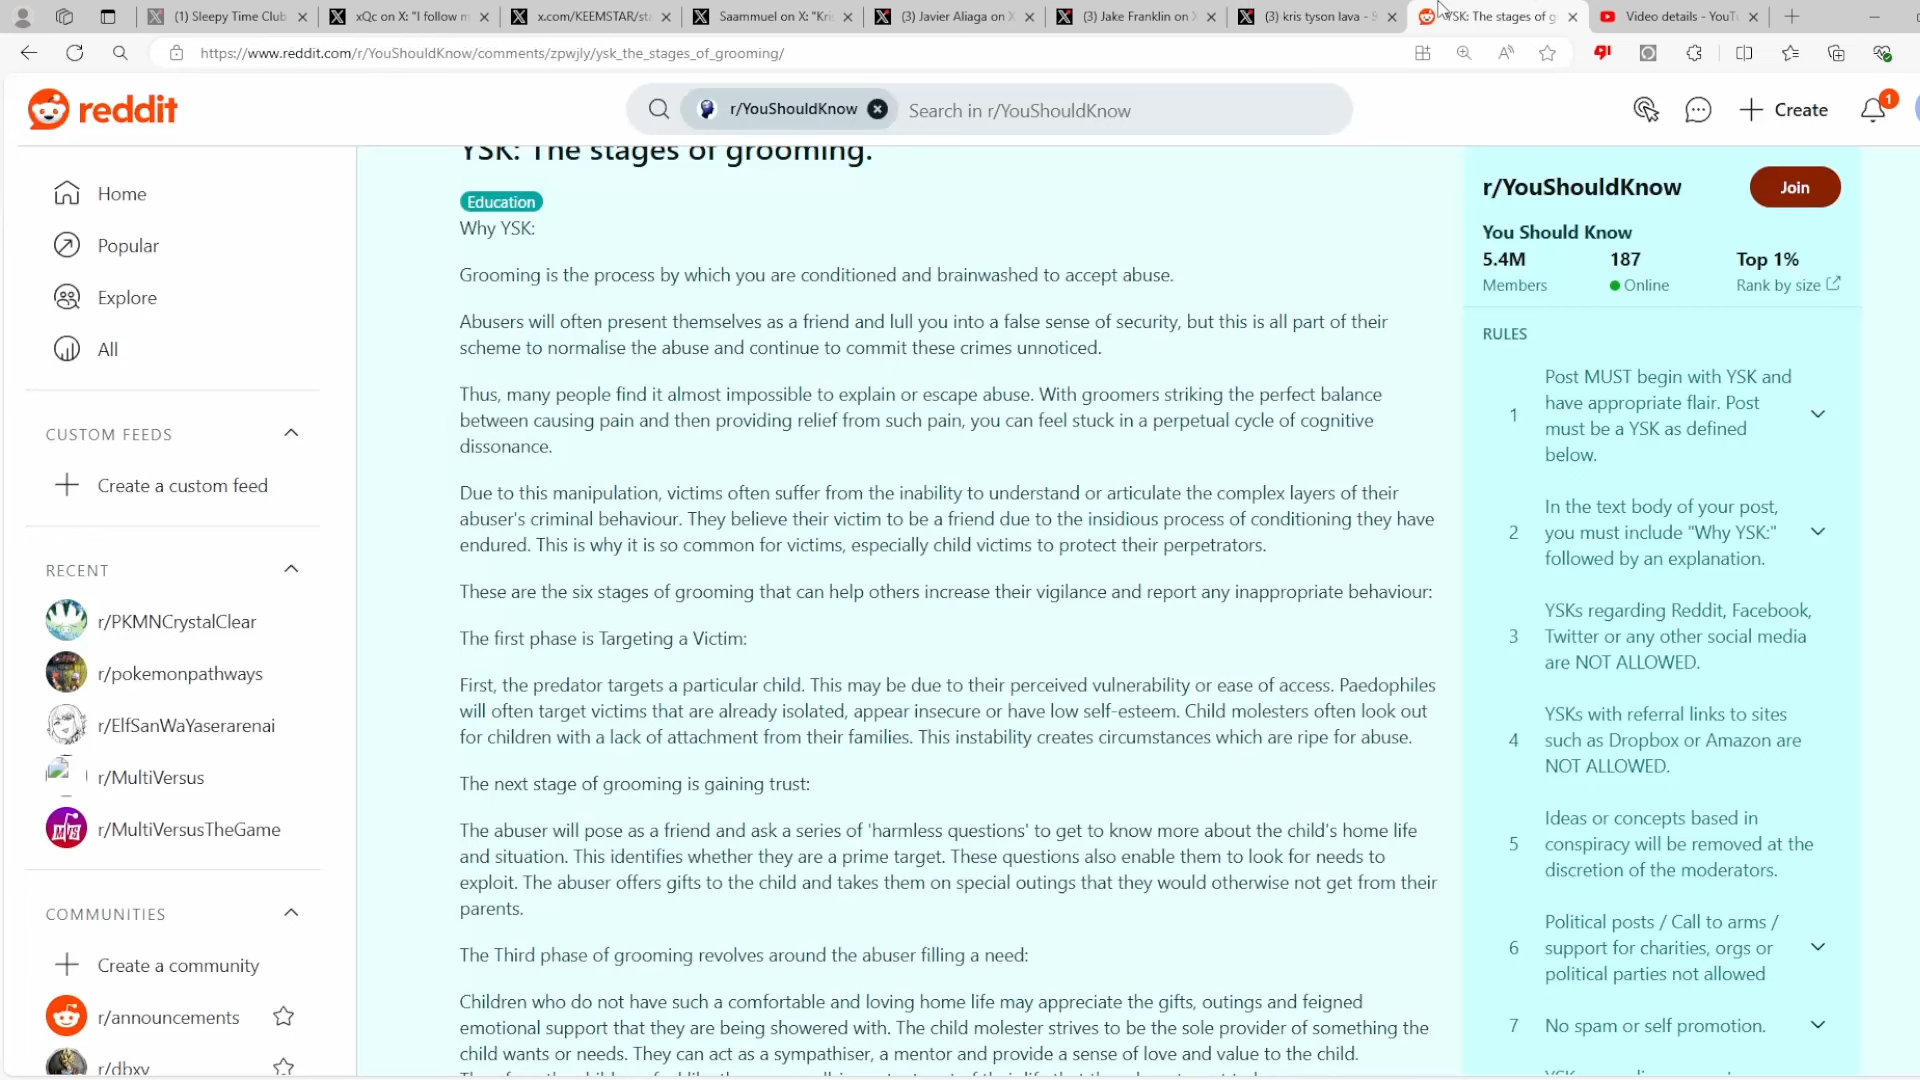 (1) Sleepy Time Club
xQc on X: "I follow m
x.com/KEEMSTAR/sta
Saammuel on X: "Kri
(3) Javier Aliaga on X
(3) Jake Franklin on X
(3) kris tyson lava - S
YSK: The stages of g
Video details - YouTu
https://www.reddit.com/r/YouShouldKnow/comments/zpwjly/ysk_the_stages_of_grooming/
reddit
r/YouShouldKnow
Search in r/YouShouldKnow
Create
1
Home
Popular
Explore
All
CUSTOM FEEDS
Create a custom feed
RECENT
r/PKMNCrystalClear
r/pokemonpathways
r/ElfSanWaYaserarenai
r/MultiVersus
r/MultiVersusTheGame
COMMUNITIES
Create a community
r/announcements
r/dbxv
YSK: The stages of grooming.
Education
Why YSK:
Grooming is the process by which you are conditioned and brainwashed to accept abuse.
Abusers will often present themselves as a friend and lull you into a false sense of security, but this is all part of their
scheme to normalise the abuse and continue to commit these crimes unnoticed.
Thus, many people find it almost impossible to explain or escape abuse. With groomers striking the perfect balance
between causing pain and then providing relief from such pain, you can feel stuck in a perpetual cycle of cognitive
dissonance.
Due to this manipulation, victims often suffer from the inability to understand or articulate the complex layers of their
abuser's criminal behaviour. They believe their victim to be a friend due to the insidious process of conditioning they have
endured. This is why it is so common for victims, especially child victims to protect their perpetrators.
These are the six stages of grooming that can help others increase their vigilance and report any inappropriate behaviour:
The first phase is Targeting a Victim:
First, the predator targets a particular child. This may be due to their perceived vulnerability or ease of access. Paedophiles
will often target victims that are already isolated, appear insecure or have low self-esteem. Child molesters often look out
for children with a lack of attachment from their families. This instability creates circumstances which are ripe for abuse.
The next stage of grooming is gaining trust:
The abuser will pose as a friend and ask a series of 'harmless questions' to get to know more about the child's home life
and situation. This identifies whether they are a prime target. These questions also enable them to look for needs to
exploit. The abuser offers gifts to the child and takes them on special outings that they would otherwise not get from their
parents.
The Third phase of grooming revolves around the abuser filling a need:
Children who do not have such a comfortable and loving home life may appreciate the gifts, outings and feigned
emotional support that they are being showered with. The child molester strives to be the sole provider of something the
child wants or needs. They can act as a sympathiser, a mentor and provide a sense of love and value to the child.
r/YouShouldKnow
Join
You Should Know
5.4M 187 Top 1%
Members Online Rank by size
RULES
1 Post MUST begin with YSK and
have appropriate flair. Post
must be a YSK as defined
below.
2 In the text body of your post,
you must include "Why YSK:"
followed by an explanation.
3 YSKs regarding Reddit, Facebook,
Twitter or any other social media
are NOT ALLOWED.
4 YSKs with referral links to sites
such as Dropbox or Amazon are
NOT ALLOWED.
5 Ideas or concepts based in
conspiracy will be removed at the
discretion of the moderators.
6 Political posts / Call to arms /
support for charities, orgs or
political parties not allowed
7 No spam or self promotion.